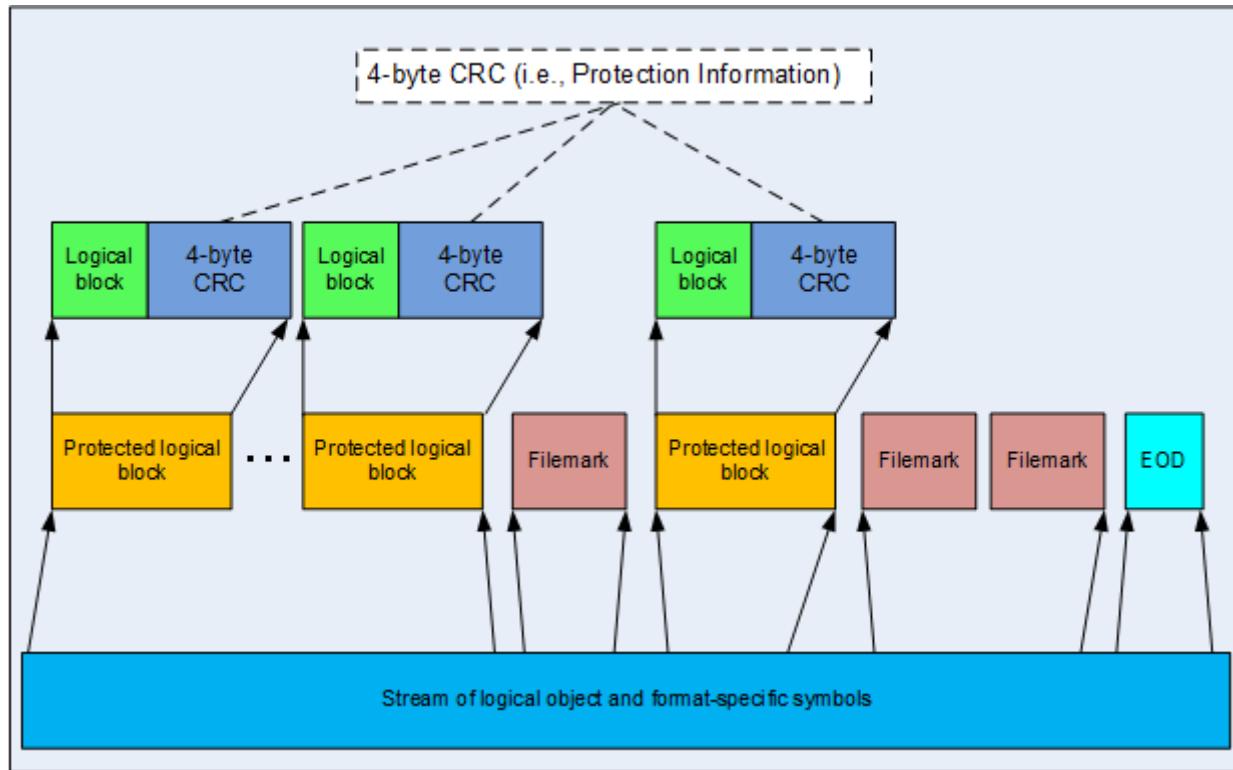 4-byte CRC (i.e., Protection Information)
Logical
block
4-byte
CRC
Logical
block
4-byte
CRC
Logical
block
4-byte
CRC
Protected logical
block
...
Protected logical
block
Filemark
Protected logical
block
Filemark
Filemark
EOD
Stream of logical object and format-specific symbols